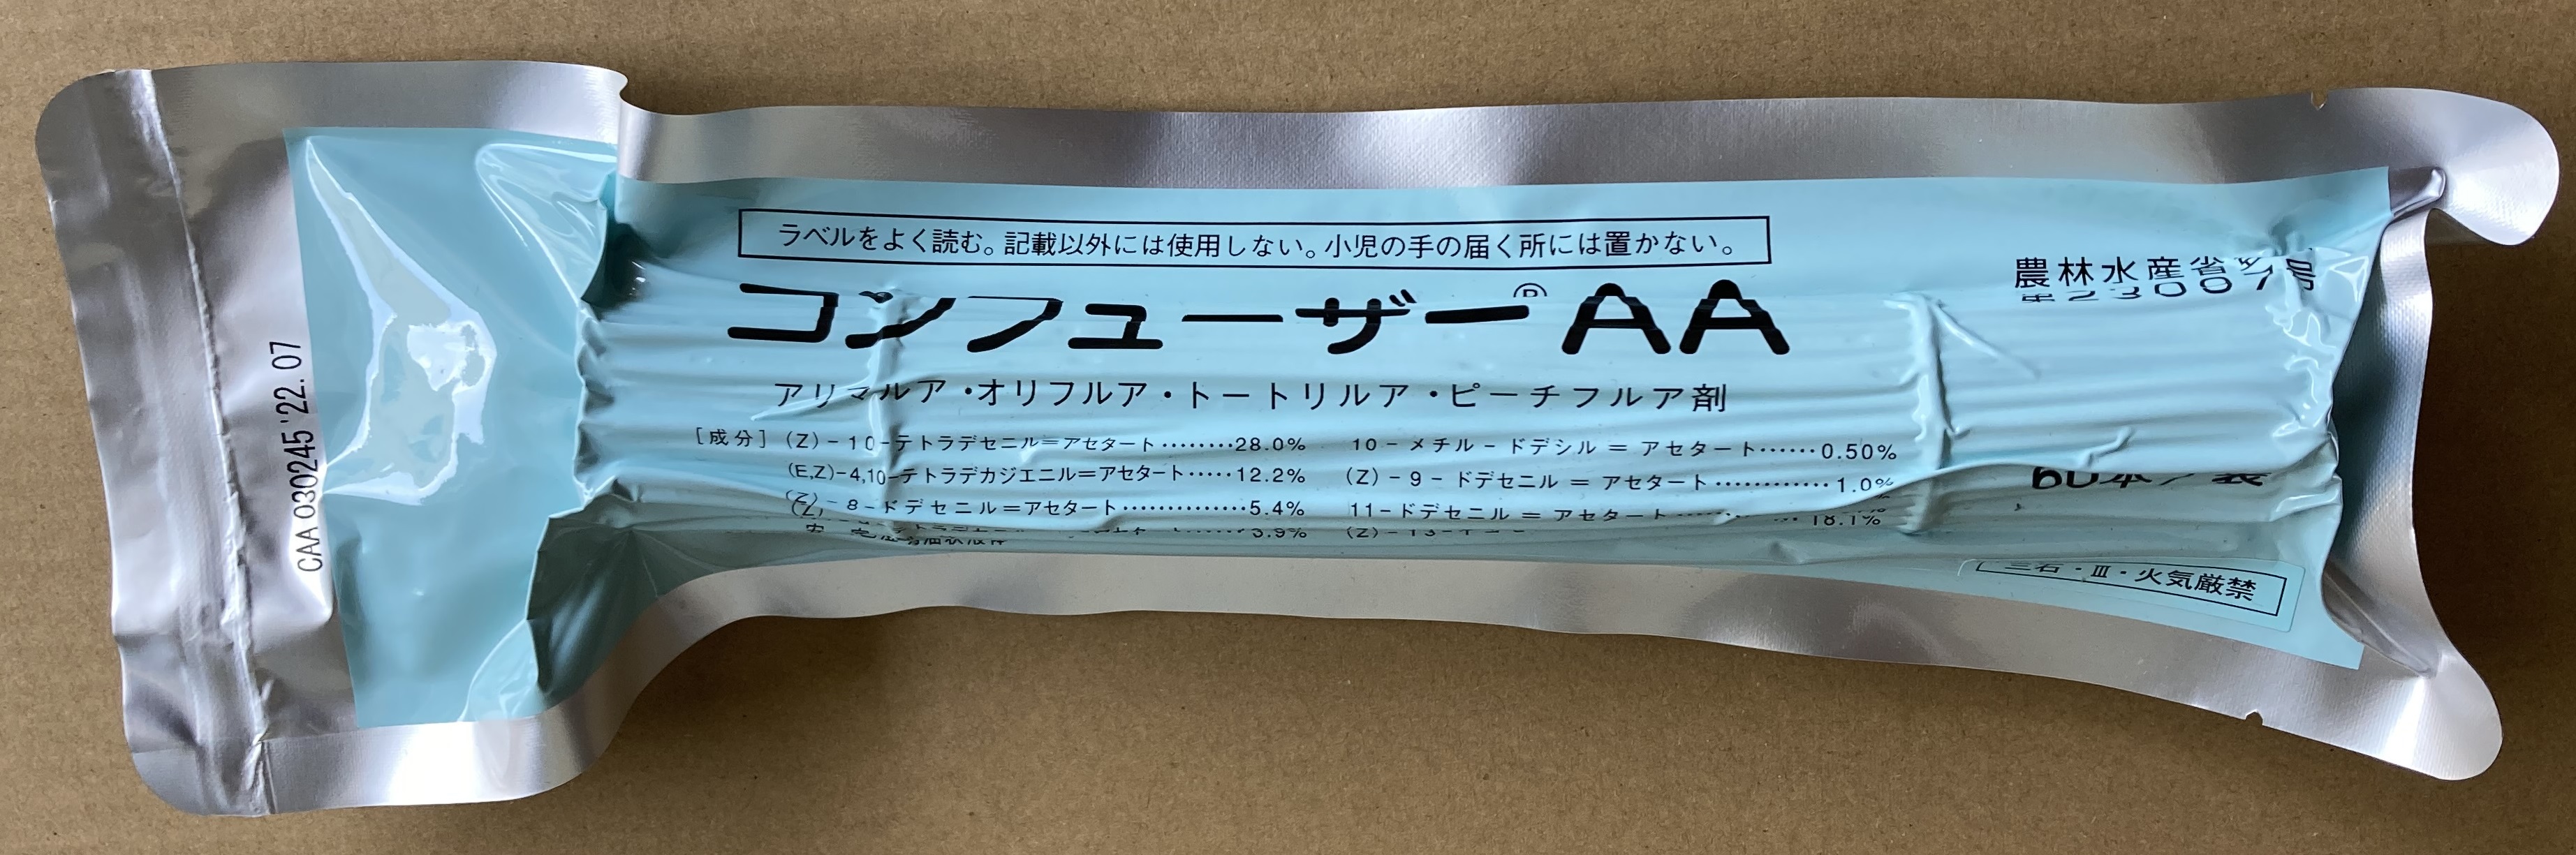 ラベルをよく読む。記載以外には使用しない。小児の手の届く所には置かない。
コンフューザー®AA
アリマルア・オリフルア・トートリルア・ピーチフルア剤
[成分] (Z)-10-テトラデセニル=アセタート········28.0%
(E,Z)-4,10-テトラデカジエニル=アセタート·····12.2%
(Z)-8-ドデセニル=アセタート··············5.4%
3.9%
10-メチル-ドデシル=アセタート······0.50%
(Z)-9-ドデセニル=アセタート············1.0%
11-ドデセニル=アセタート
18.1%
農林水産省
60本/袋
・Ⅲ・火気厳禁
CAA 030245 '22. 07